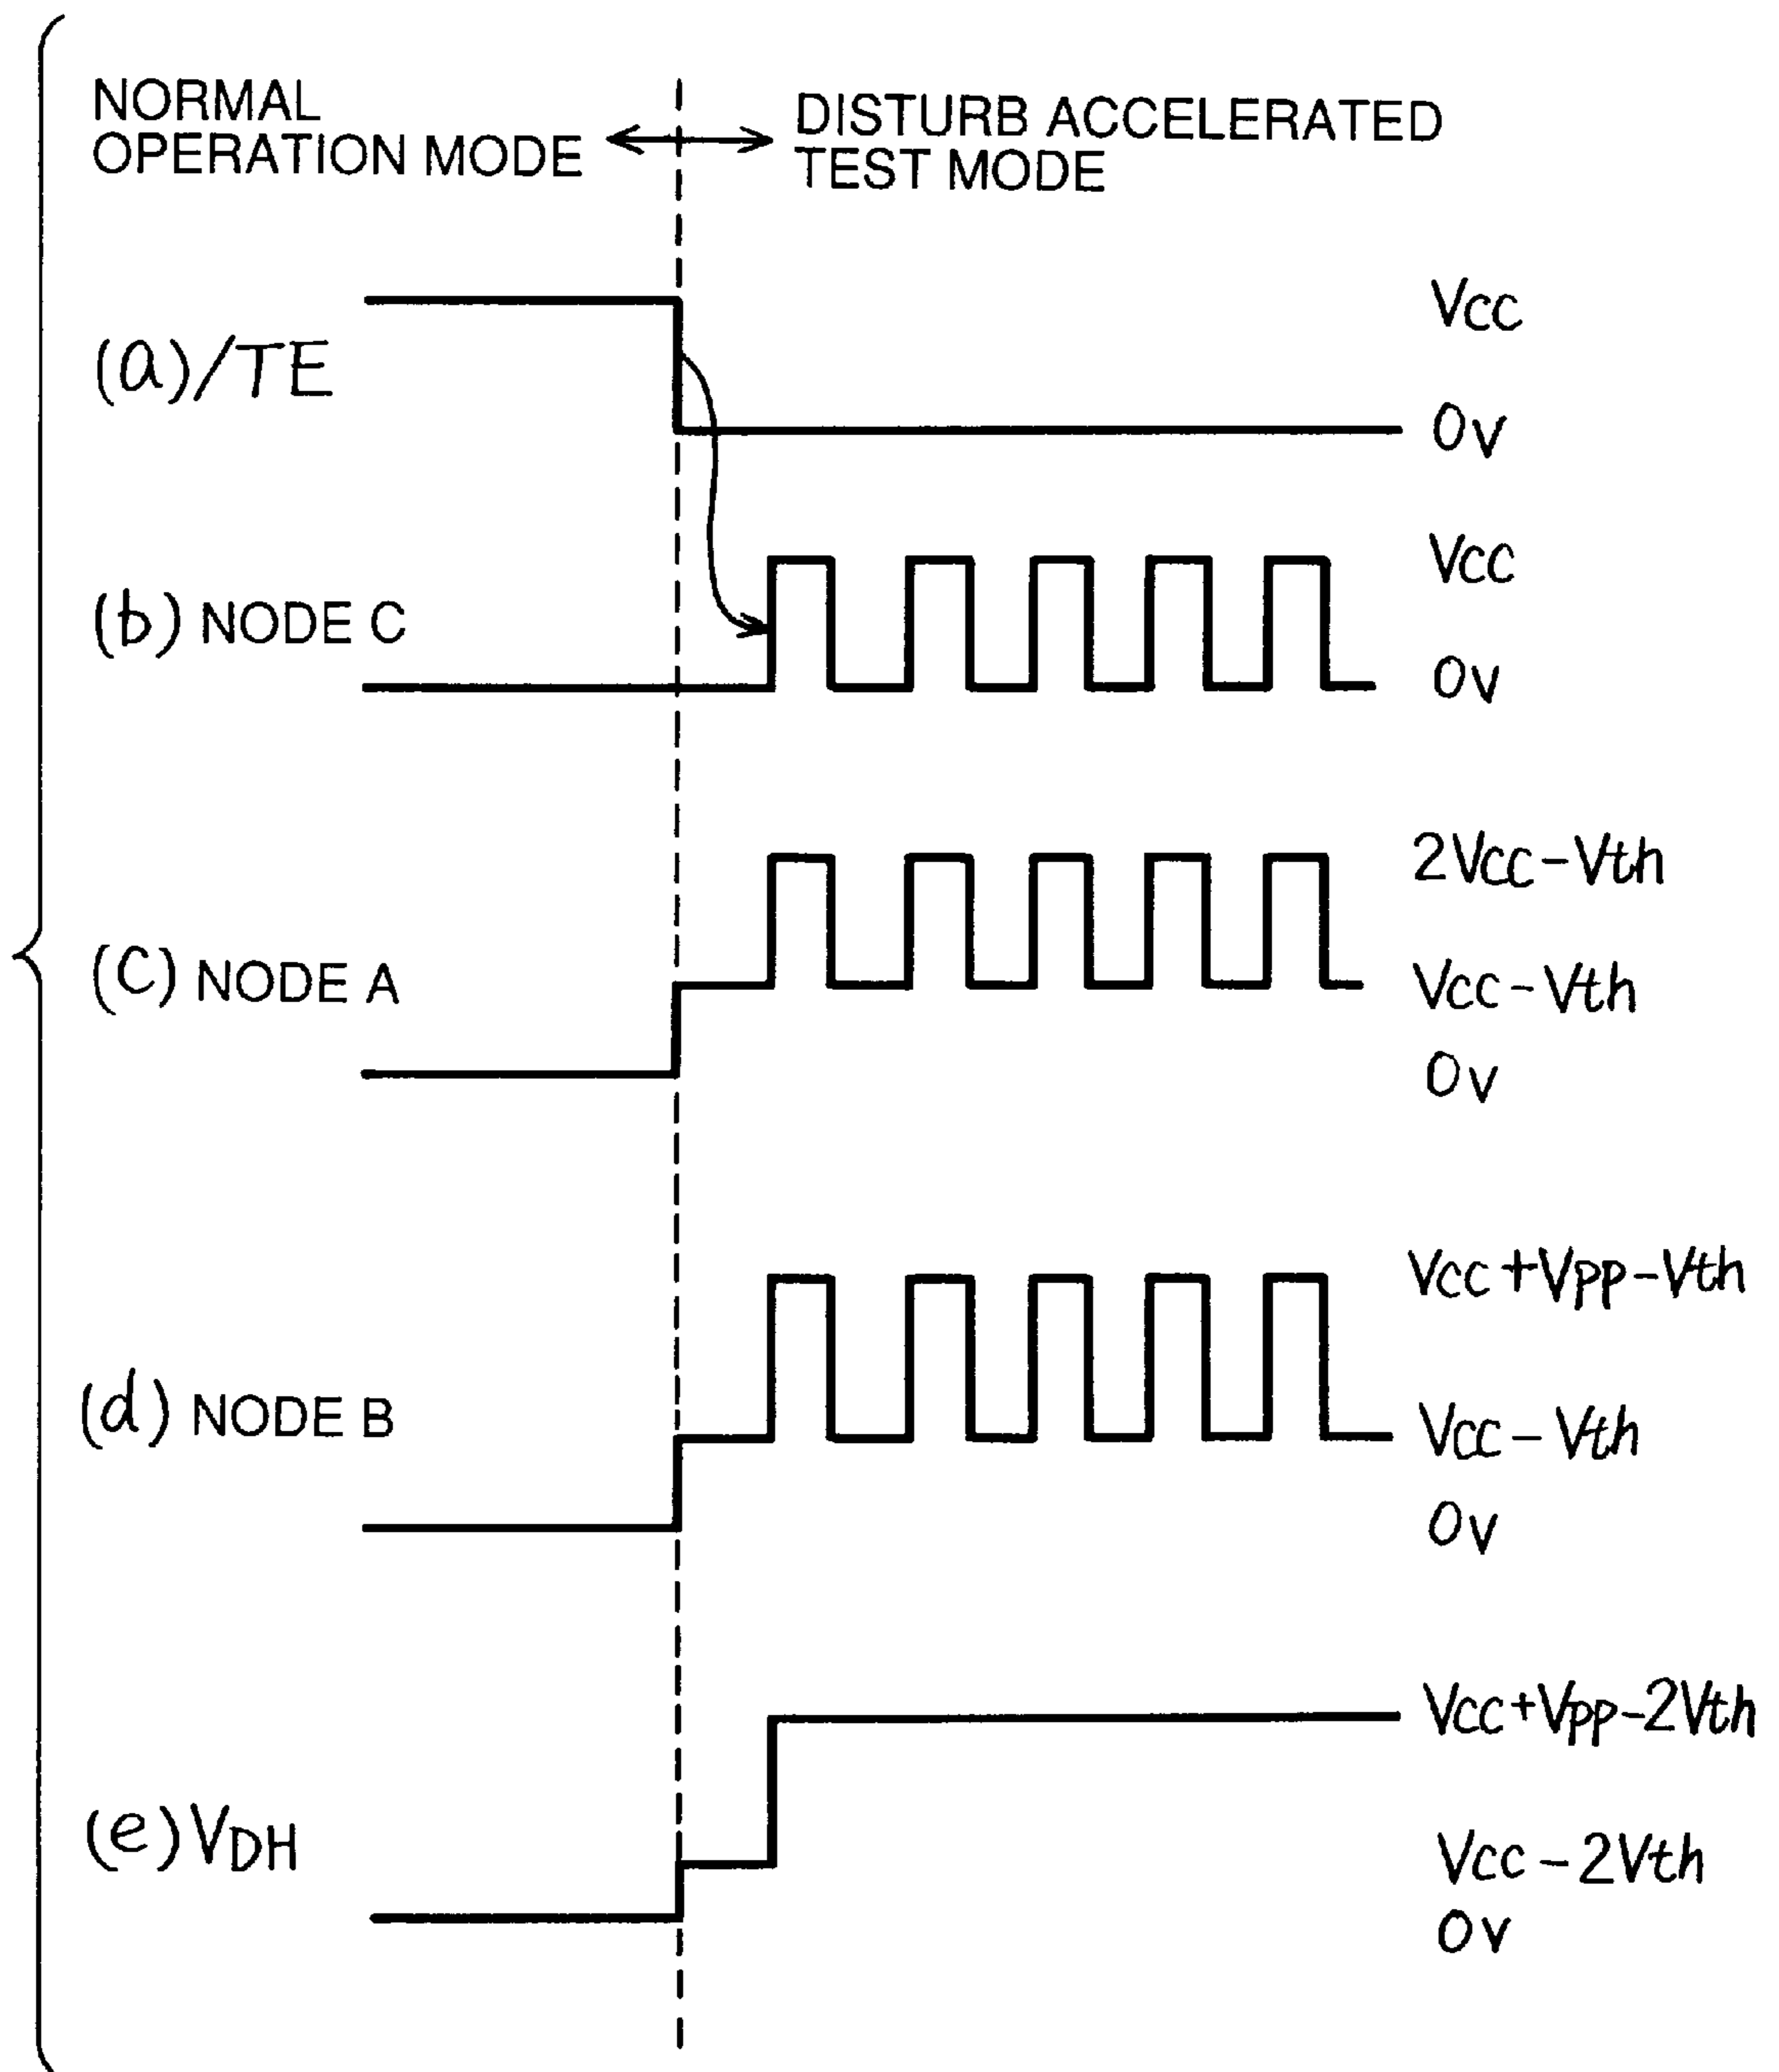 NORMAL
OPERATION MODE
DISTURB ACCELERATED
TEST MODE
(a)/TE
Vcc
0V
(b) NODE C
Vcc
0V
(c) NODE A
2Vcc-Vth
Vcc-Vth
0V
(d) NODE B
Vcc+Vpp-Vth
Vcc-Vth
0V
(e) VDH
Vcc+Vpp-2Vth
Vcc-2Vth
0V